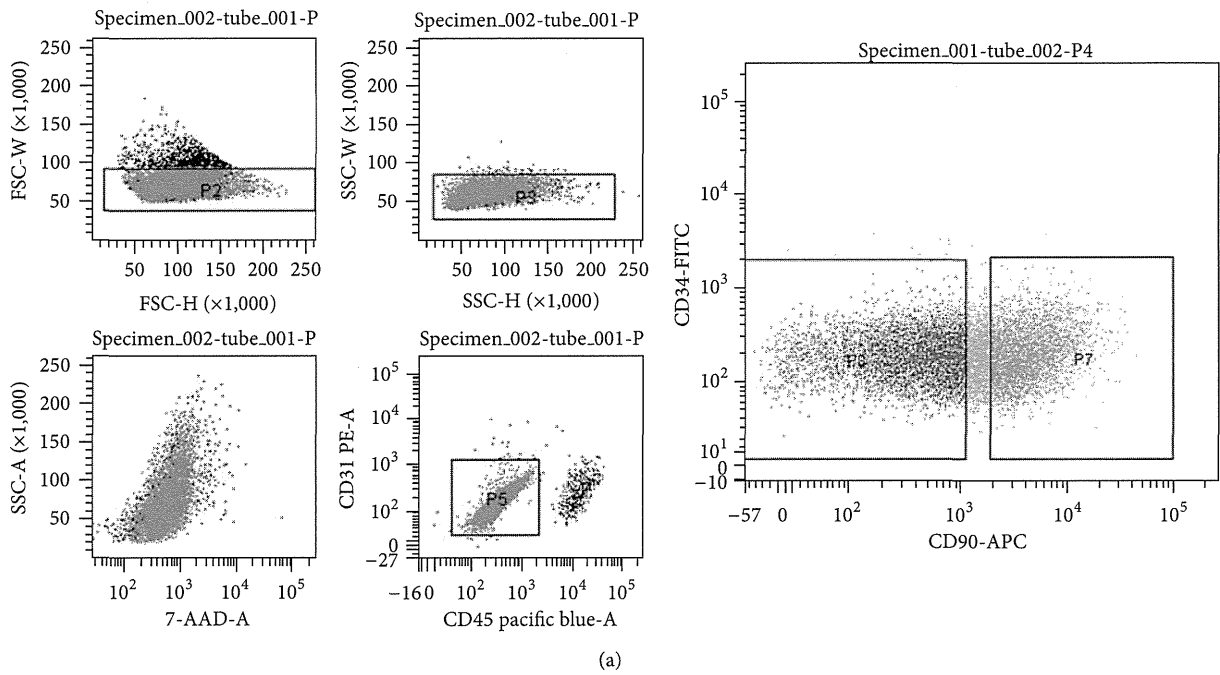 Specimen_002-tube_001-P
FSC-W (×1,000)
250
200
150
100
50
P2
50 100 150 200 250
FSC-H (×1,000)
Specimen_002-tube_001-P
SSC-W (×1,000)
250
200
150
100
50
P3
50 100 150 200 250
SSC-H (×1,000)
Specimen_002-tube_001-P
SSC-A (×1,000)
250
200
150
100
50
10² 10³ 10⁴ 10⁵
7-AAD-A
Specimen_002-tube_001-P
CD31 PE-A
10⁵
10⁴
10³
10²
0
−27
P5
−160 10² 10³ 10⁴ 10⁵
CD45 pacific blue-A
Specimen_001-tube_002-P4
CD34-FITC
10⁵
10⁴
10³
10²
10¹
0
−10
P7
−57 0 10² 10³ 10⁴ 10⁵
CD90-APC
(a)